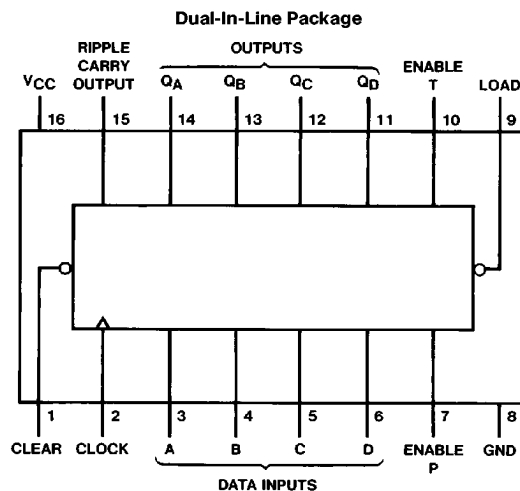 Dual-In-Line Package
RIPPLE CARRY OUTPUT
OUTPUTS
ENABLE T
VCC
QA QB QC QD
LOAD
16 15 14 13 12 11 10 9
1 2 3 4 5 6 7 8
CLEAR CLOCK A B C D ENABLE P GND
DATA INPUTS